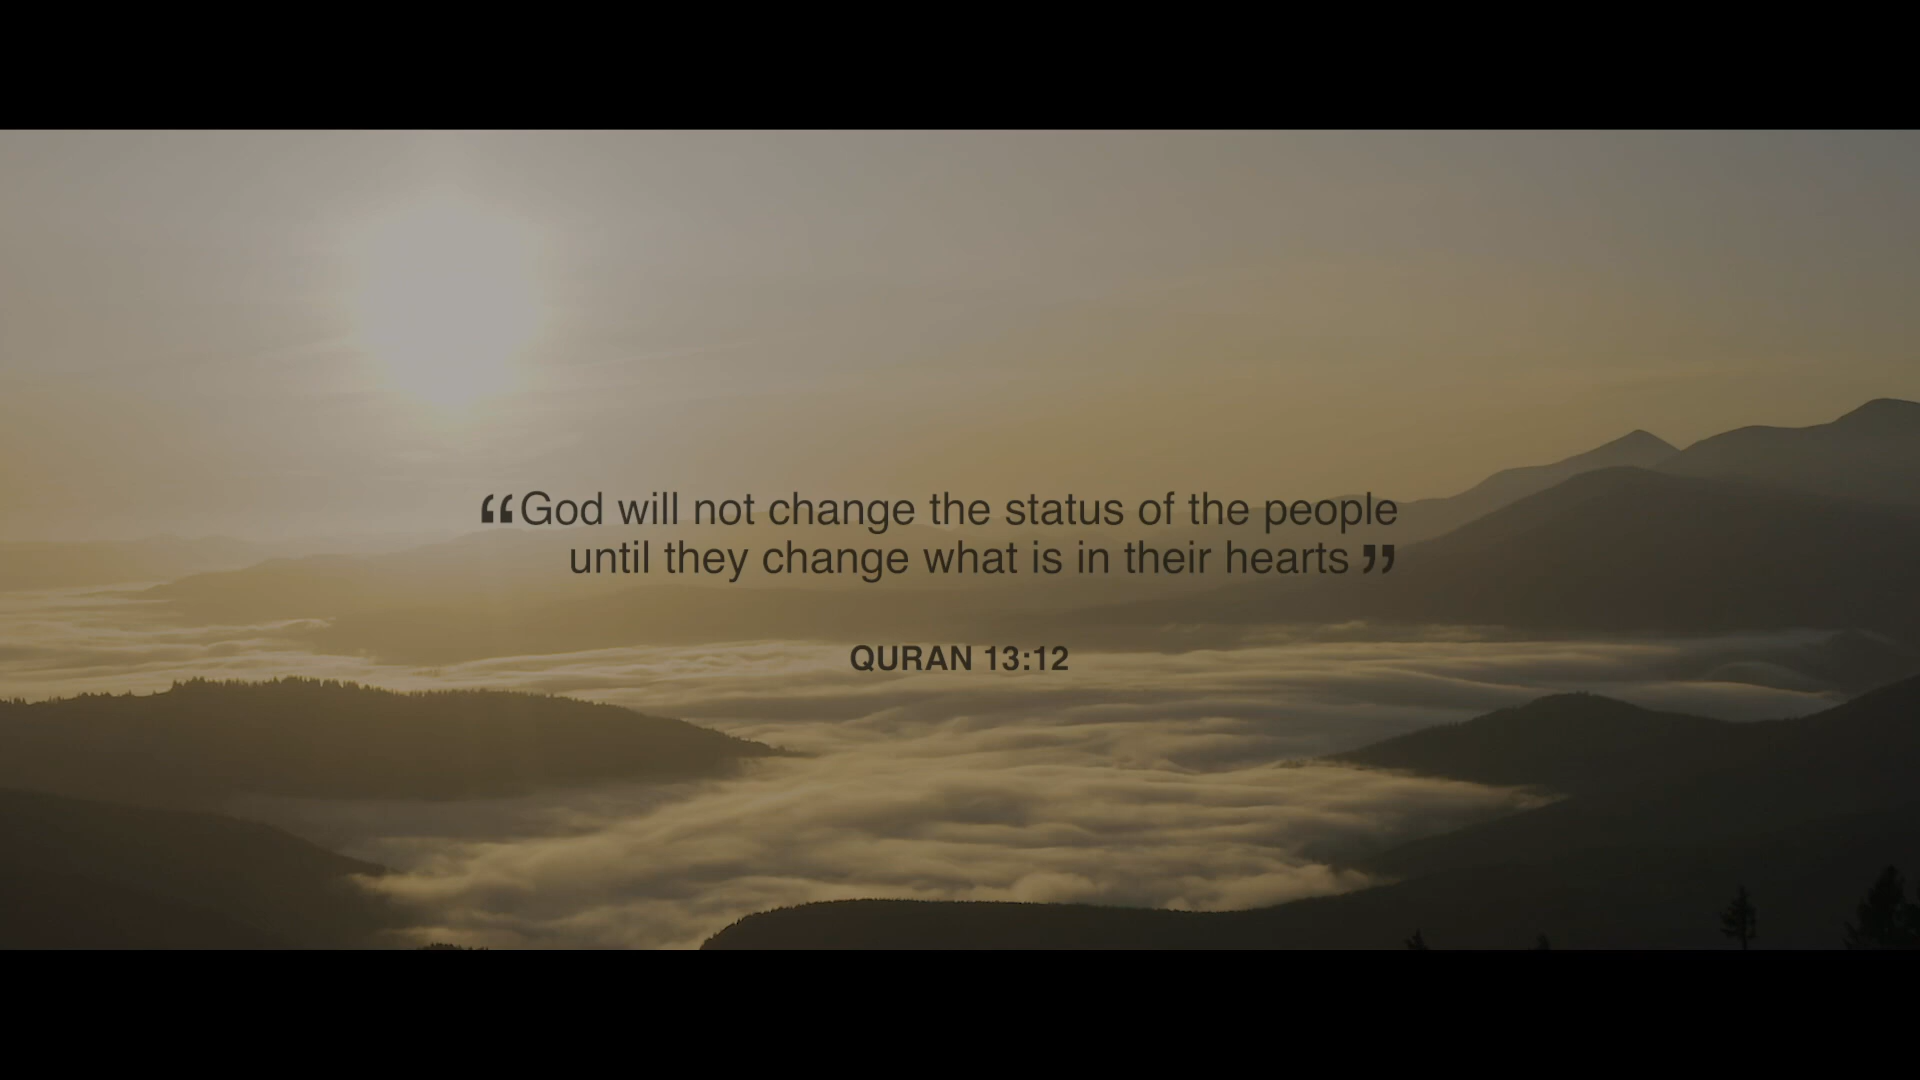 “God will not change the status of the people
until they change what is in their hearts”
QURAN 13:12